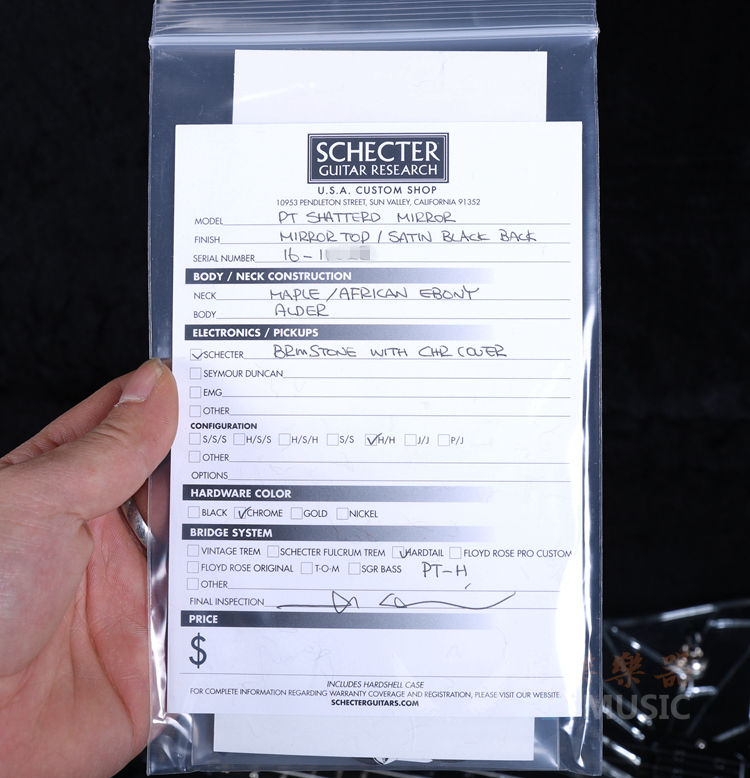 SCHECTER
GUITAR RESEARCH
U.S.A. CUSTOM SHOP
10953 PENDLETON STREET, SUN VALLEY, CALIFORNIA 91352
MODEL PT SHATTERD MIRROR
FINISH MIRROR TOP / SATIN BLACK BACK
SERIAL NUMBER 16-1
BODY / NECK CONSTRUCTION
NECK MAPLE / AFRICAN EBONY
BODY ALDER
ELECTRONICS / PICKUPS
SCHECTER BRIMSTONE WITH CHR COVER
SEYMOUR DUNCAN
EMG
OTHER
CONFIGURATION
S/S/S H/S/S H/S/H S/S H/H J/J P/J
OTHER
OPTIONS
HARDWARE COLOR
BLACK CHROME GOLD NICKEL
BRIDGE SYSTEM
VINTAGE TREM SCHECTER FULCRUM TREM HARDTAIL FLOYD ROSE PRO CUSTOM
FLOYD ROSE ORIGINAL T-O-M SGR BASS PT-H
OTHER
FINAL INSPECTION
PRICE
$
INCLUDES HARDSHELL CASE
FOR COMPLETE INFORMATION REGARDING WARRANTY COVERAGE AND REGISTRATION, PLEASE VISIT OUR WEBSITE.
SCHECTERGUITARS.COM
樂器
MUSIC